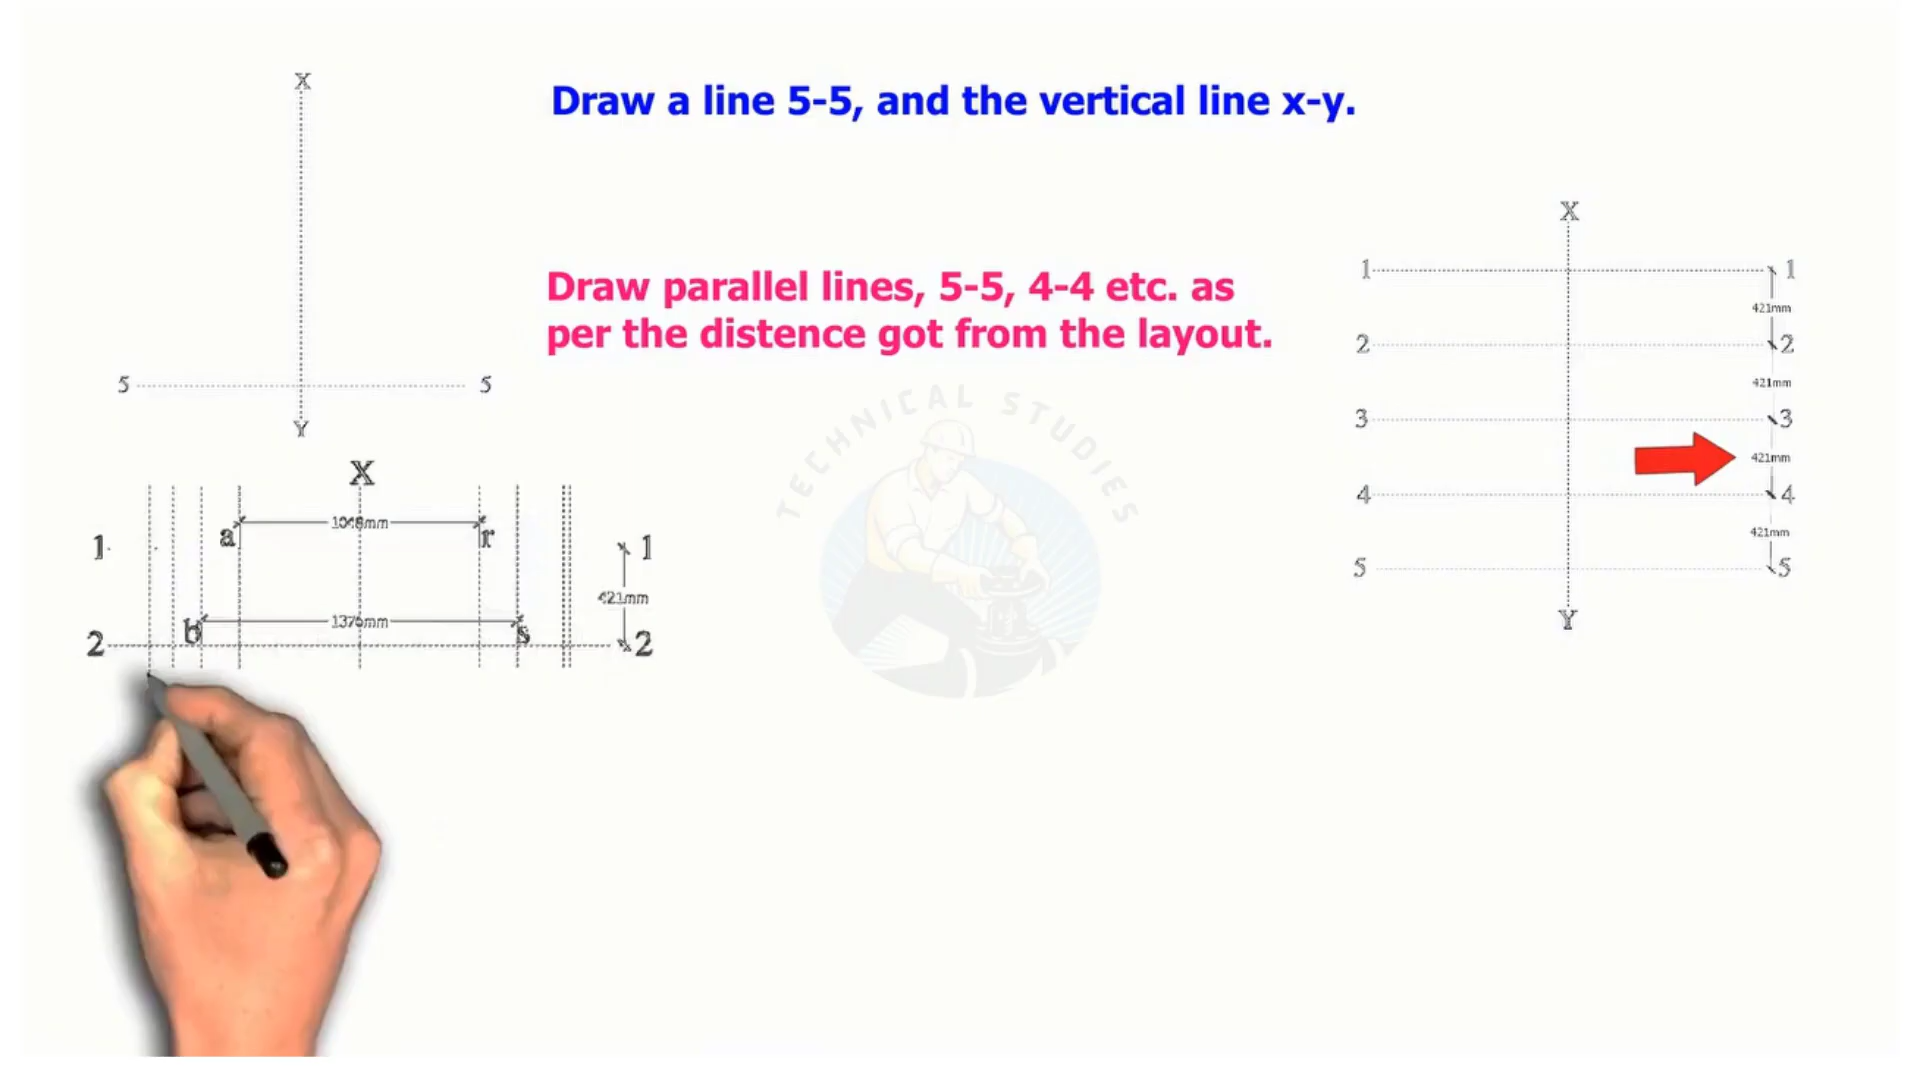 Draw a line 5-5, and the vertical line x-y.
X
5 5
Y
Draw parallel lines, 5-5, 4-4 etc. as
per the distence got from the layout.
X
1 1
421mm
2 2
421mm
3 3
421mm
4 4
421mm
5 5
Y
TECHNICAL STUDIES
X
a r
1 1
421mm
1376mm
b s
2 2